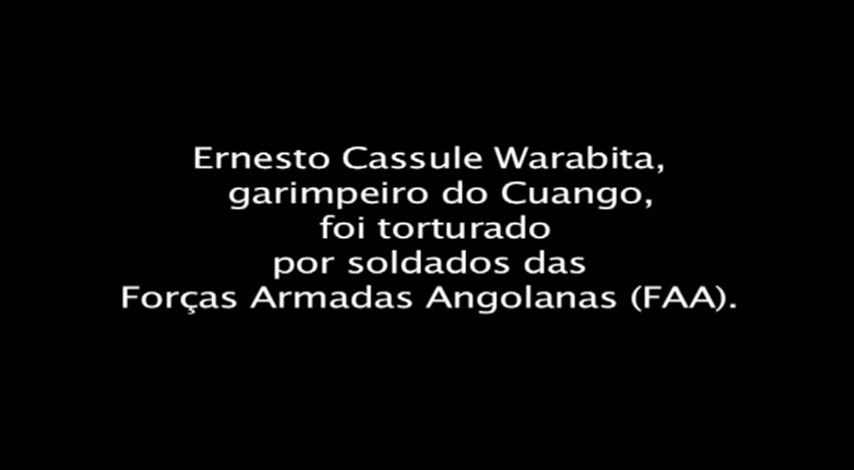 Ernesto Cassule Warabita,
garimpeiro do Cuango,
foi torturado
por soldados das
Forças Armadas Angolanas (FAA).